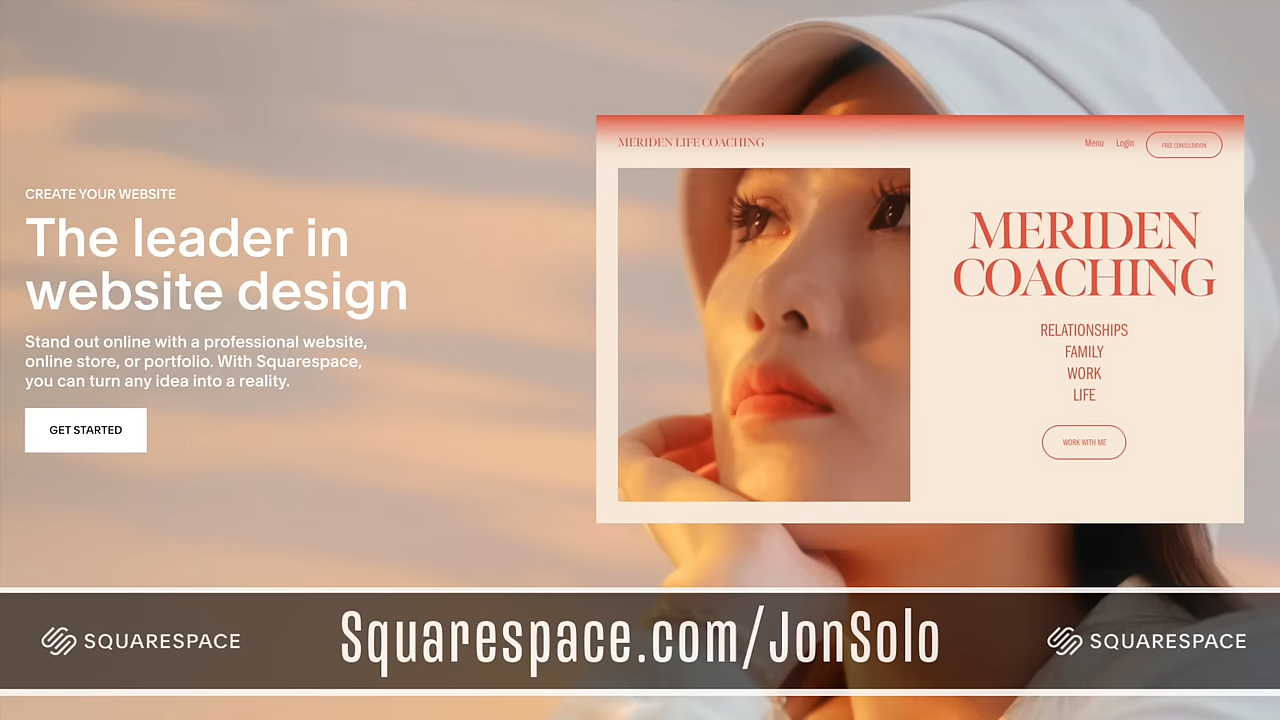 CREATE YOUR WEBSITE
The leader in
website design
Stand out online with a professional website,
online store, or portfolio. With Squarespace,
you can turn any idea into a reality.
GET STARTED
MERIDEN LIFE COACHING
Menu Login FREE CONSULTATION
MERIDEN
COACHING
RELATIONSHIPS
FAMILY
WORK
LIFE
WORK WITH ME
SQUARESPACE
Squarespace.com/JonSolo
SQUARESPACE